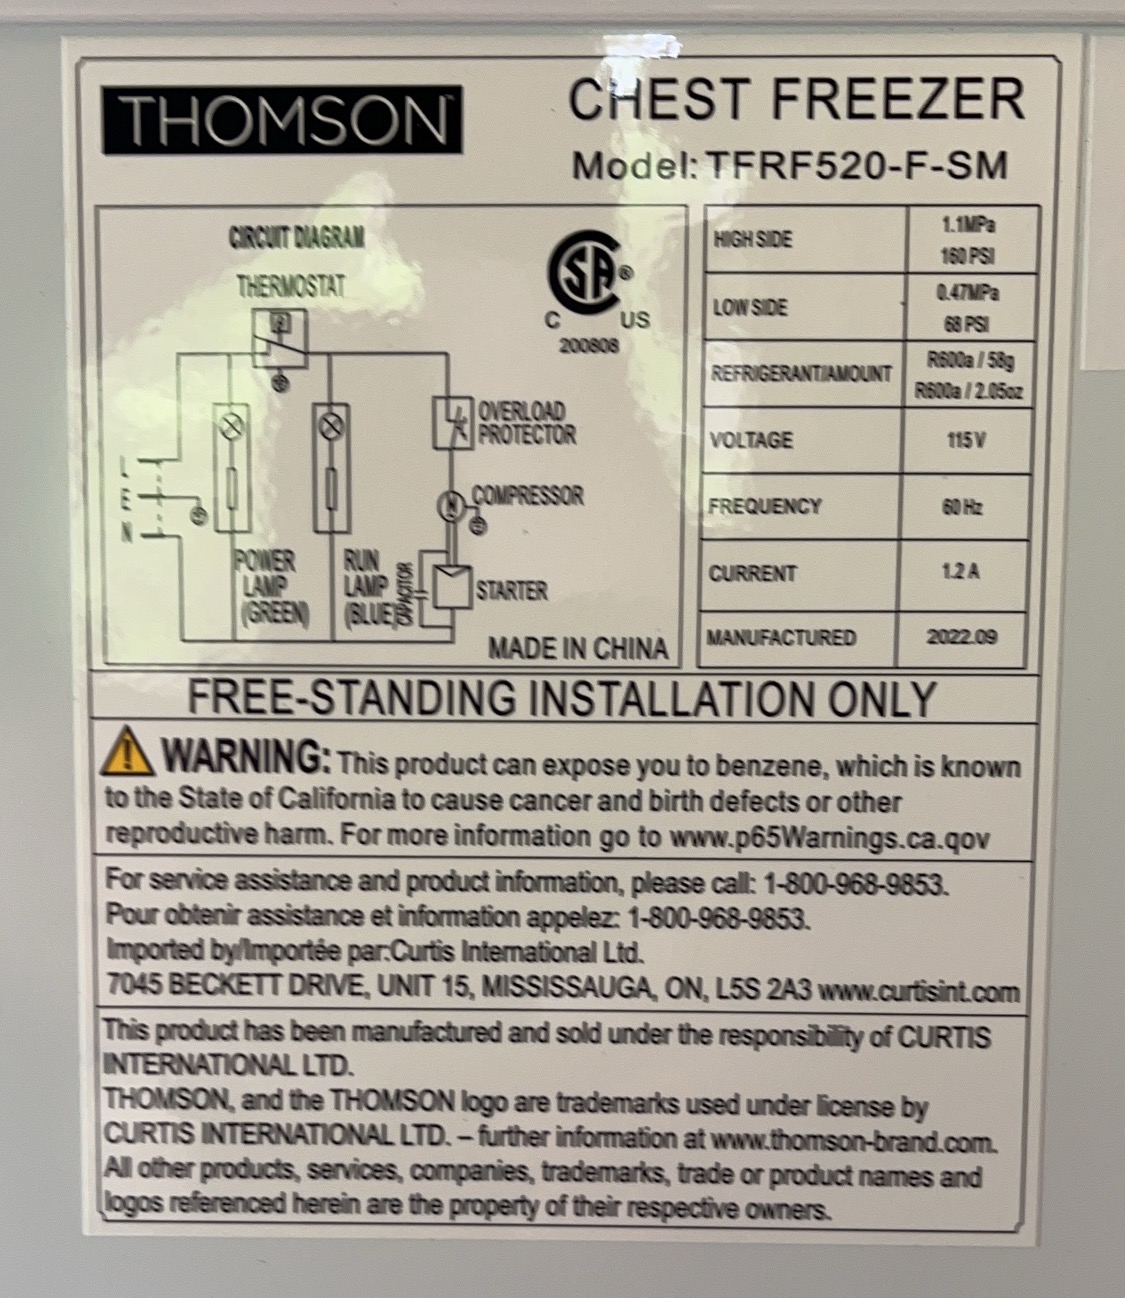 THOMSON™
CHEST FREEZER
Model: TFRF520-F-SM
CIRCUIT DIAGRAM
THERMOSTAT
L
E
N
POWER
LAMP
(GREEN)
RUN
LAMP
(BLUE)
CAPACITOR
OVERLOAD
PROTECTOR
COMPRESSOR
STARTER
SA®
C US
200808
MADE IN CHINA
HIGH SIDE 1.1MPa
160 PSI
LOW SIDE 0.47MPa
68 PSI
REFRIGERANT/AMOUNT R600a / 58g
R600a / 2.05oz
VOLTAGE 115 V
FREQUENCY 60 Hz
CURRENT 1.2 A
MANUFACTURED 2022.09
FREE-STANDING INSTALLATION ONLY
WARNING: This product can expose you to benzene, which is known
to the State of California to cause cancer and birth defects or other
reproductive harm. For more information go to www.p65Warnings.ca.qov
For service assistance and product information, please call: 1-800-968-9853.
Pour obtenir assistance et information appelez: 1-800-968-9853.
Imported by/Importée par:Curtis International Ltd.
7045 BECKETT DRIVE, UNIT 15, MISSISSAUGA, ON, L5S 2A3 www.curtisint.com
This product has been manufactured and sold under the responsibility of CURTIS
INTERNATIONAL LTD.
THOMSON, and the THOMSON logo are trademarks used under license by
CURTIS INTERNATIONAL LTD. – further information at www.thomson-brand.com.
All other products, services, companies, trademarks, trade or product names and
logos referenced herein are the property of their respective owners.